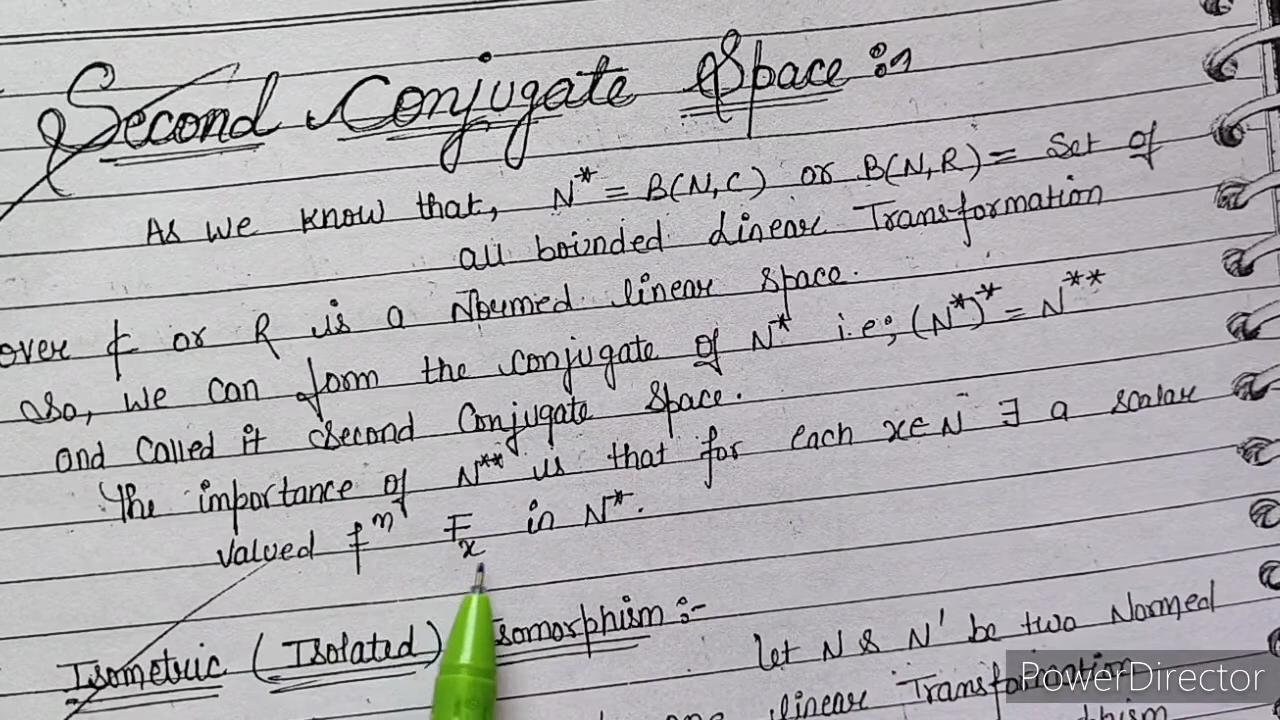 Second Conjugate Space :-
As we know that, N* = B(N,C) or B(N,R) = Set of
all bounded linear Transformation
over ₵ or R is a Normed linear space.
Also, we can form the conjugate of N* i.e; (N*)* = N**
and called it second Conjugate Space.
The importance of N** is that for each x∈N ∃ a scalar
valued fⁿ Fₓ in N*.
Isometric (Isolated) Isomorphism :-
let N & N' be two Normed
linear Transformation
PowerDirector